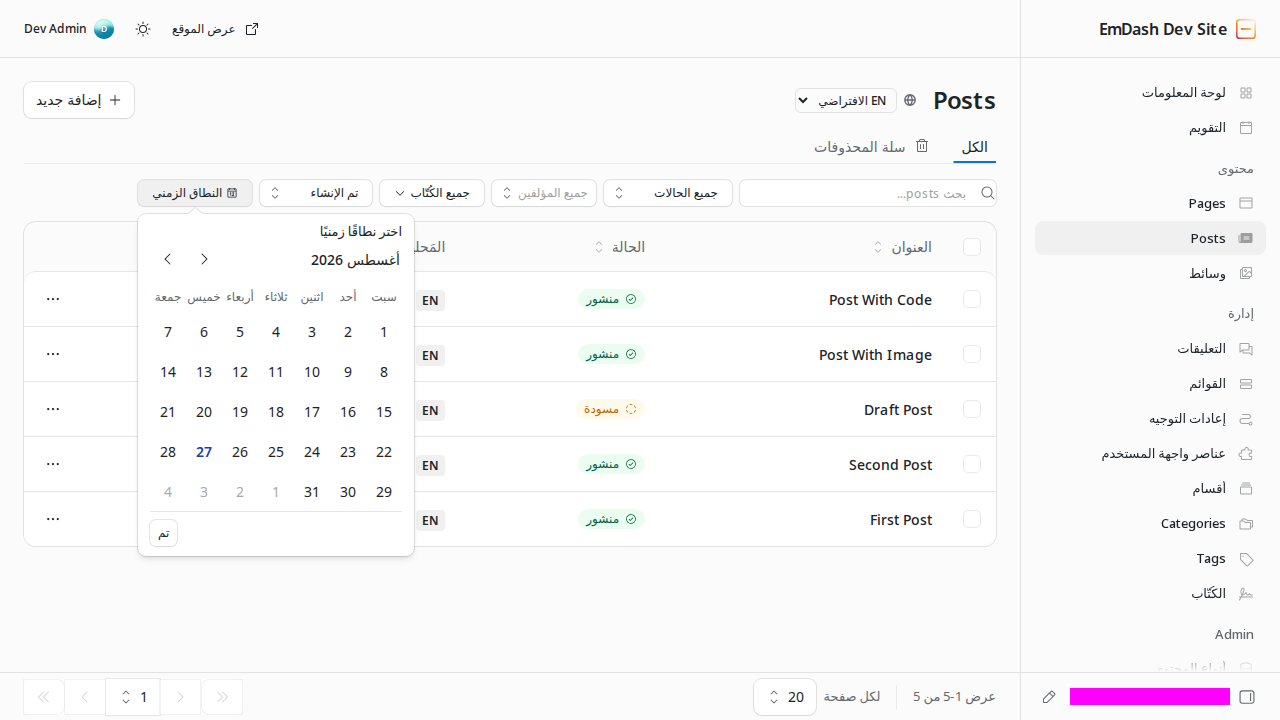 EmDash Dev Site
عرض الموقع
Dev Admin
لوحة المعلومات
التقويم
محتوى
Pages
Posts
وسائط
إدارة
التعليقات
القوائم
إعادات التوجيه
عناصر واجهة المستخدم
أقسام
Categories
Tags
الكُتّاب
Admin
أنواع المحتوى
Posts
EN الافتراضي
إضافة جديد
الكل
سلة المحذوفات
بحث posts...
جميع الحالات
جميع المؤلفين
جميع الكُتّاب
تم الإنشاء
النطاق الزمني
العنوان
الحالة
Post With Code
منشور
EN
Post With Image
منشور
EN
Draft Post
مسودة
EN
Second Post
منشور
EN
First Post
منشور
EN
اختر نطاقًا زمنيًا
أغسطس 2026
سبت أحد اثنين ثلاثاء أربعاء خميس جمعة
1 2 3 4 5 6 7
8 9 10 11 12 13 14
15 16 17 18 19 20 21
22 23 24 25 26 27 28
29 30 31 1 2 3 4
تم
عرض 1-5 من 5
لكل صفحة
20
1